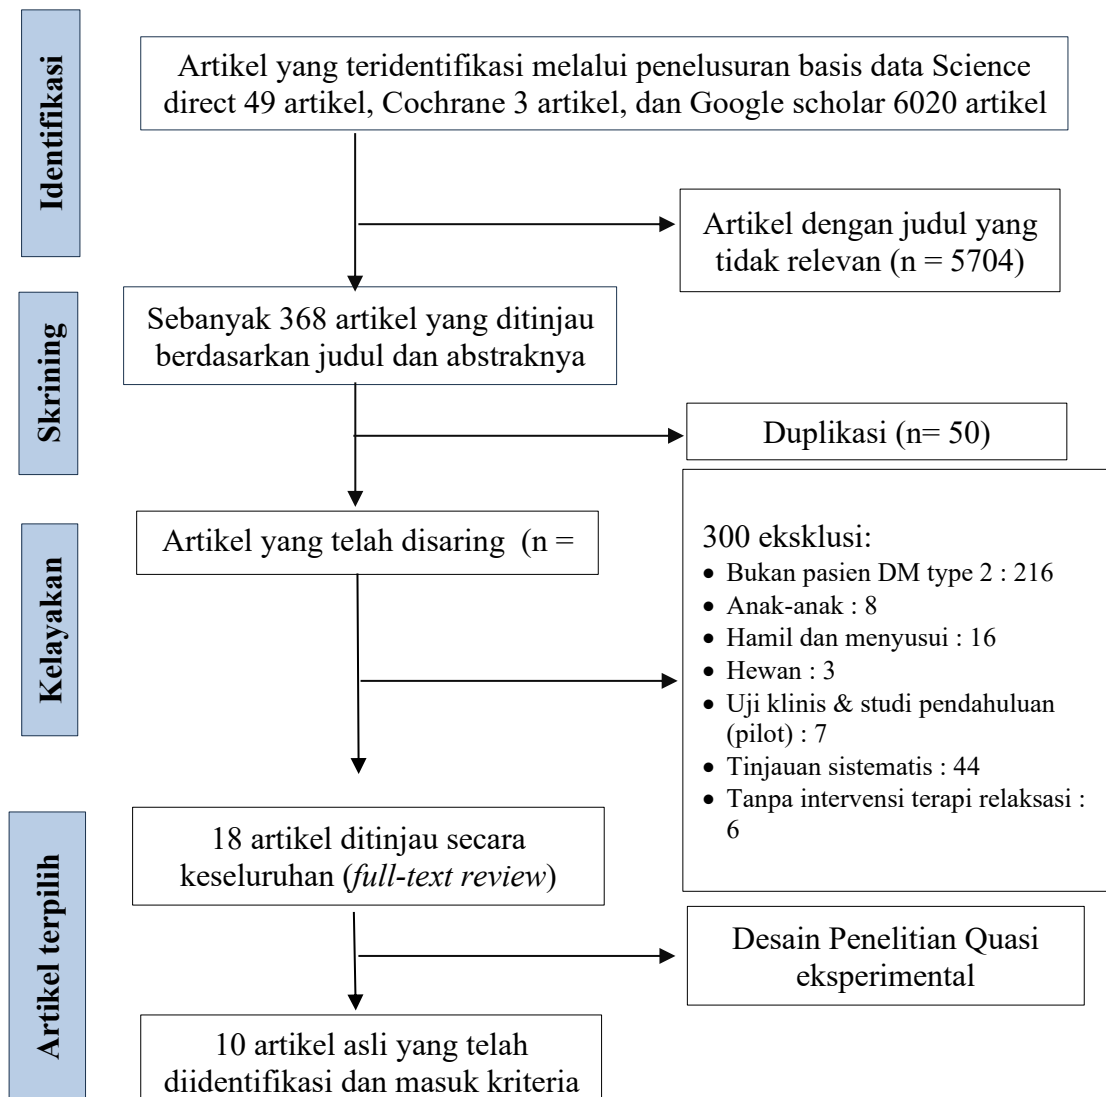 Identifikasi
Artikel yang teridentifikasi melalui penelusuran basis data Science
direct 49 artikel, Cochrane 3 artikel, dan Google scholar 6020 artikel
Artikel dengan judul yang
tidak relevan (n = 5704)
Skrining
Sebanyak 368 artikel yang ditinjau
berdasarkan judul dan abstraknya
Duplikasi (n= 50)
Kelayakan
Artikel yang telah disaring (n =
300 eksklusi:
• Bukan pasien DM type 2 : 216
• Anak-anak : 8
• Hamil dan menyusui : 16
• Hewan : 3
• Uji klinis & studi pendahuluan
(pilot) : 7
• Tinjauan sistematis : 44
• Tanpa intervensi terapi relaksasi :
6
Artikel terpilih
18 artikel ditinjau secara
keseluruhan (full-text review)
Desain Penelitian Quasi
eksperimental
10 artikel asli yang telah
diidentifikasi dan masuk kriteria